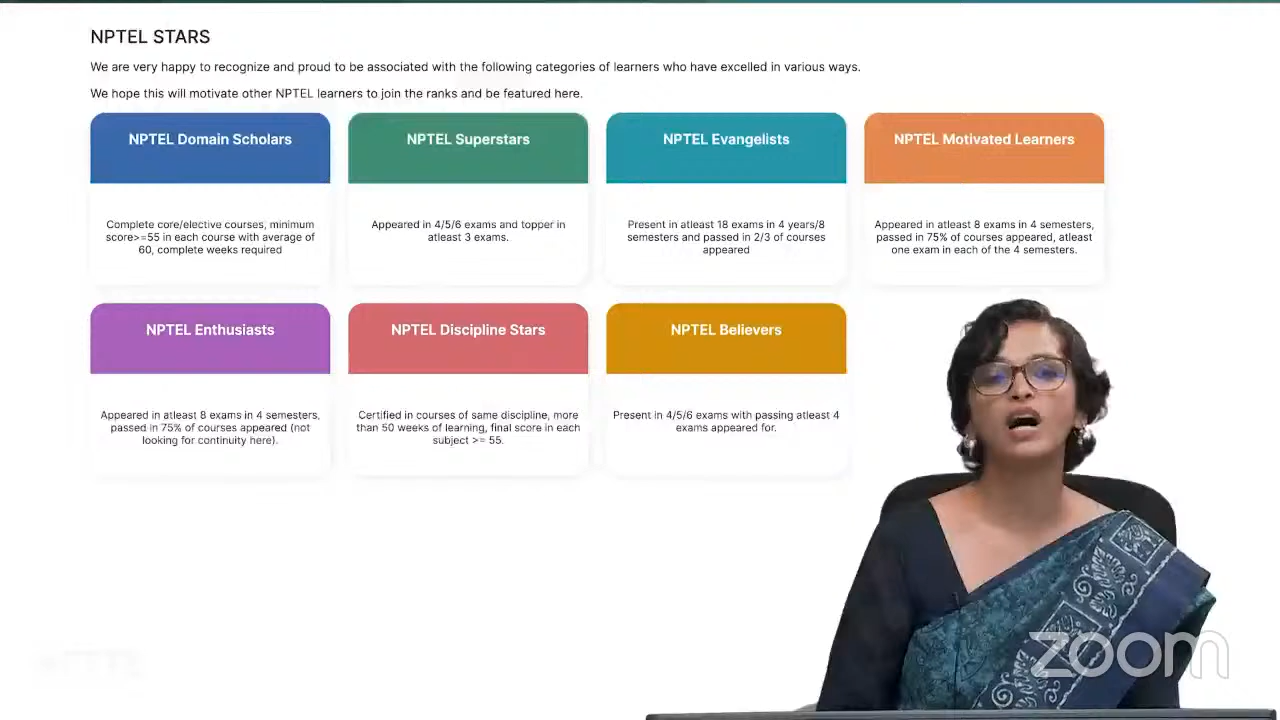 NPTEL STARS
We are very happy to recognize and proud to be associated with the following categories of learners who have excelled in various ways.
We hope this will motivate other NPTEL learners to join the ranks and be featured here.
NPTEL Domain Scholars
Complete core/elective courses, minimum
score>=55 in each course with average of
60, complete weeks required
NPTEL Superstars
Appeared in 4/5/6 exams and topper in
atleast 3 exams.
NPTEL Evangelists
Present in atleast 18 exams in 4 years/8
semesters and passed in 2/3 of courses
appeared
NPTEL Motivated Learners
Appeared in atleast 8 exams in 4 semesters,
passed in 75% of courses appeared, atleast
one exam in each of the 4 semesters.
NPTEL Enthusiasts
Appeared in atleast 8 exams in 4 semesters,
passed in 75% of courses appeared (not
looking for continuity here).
NPTEL Discipline Stars
Certified in courses of same discipline, more
than 50 weeks of learning, final score in each
subject >= 55.
NPTEL Believers
Present in 4/5/6 exams with passing atleast 4
exams appeared for.
zoom